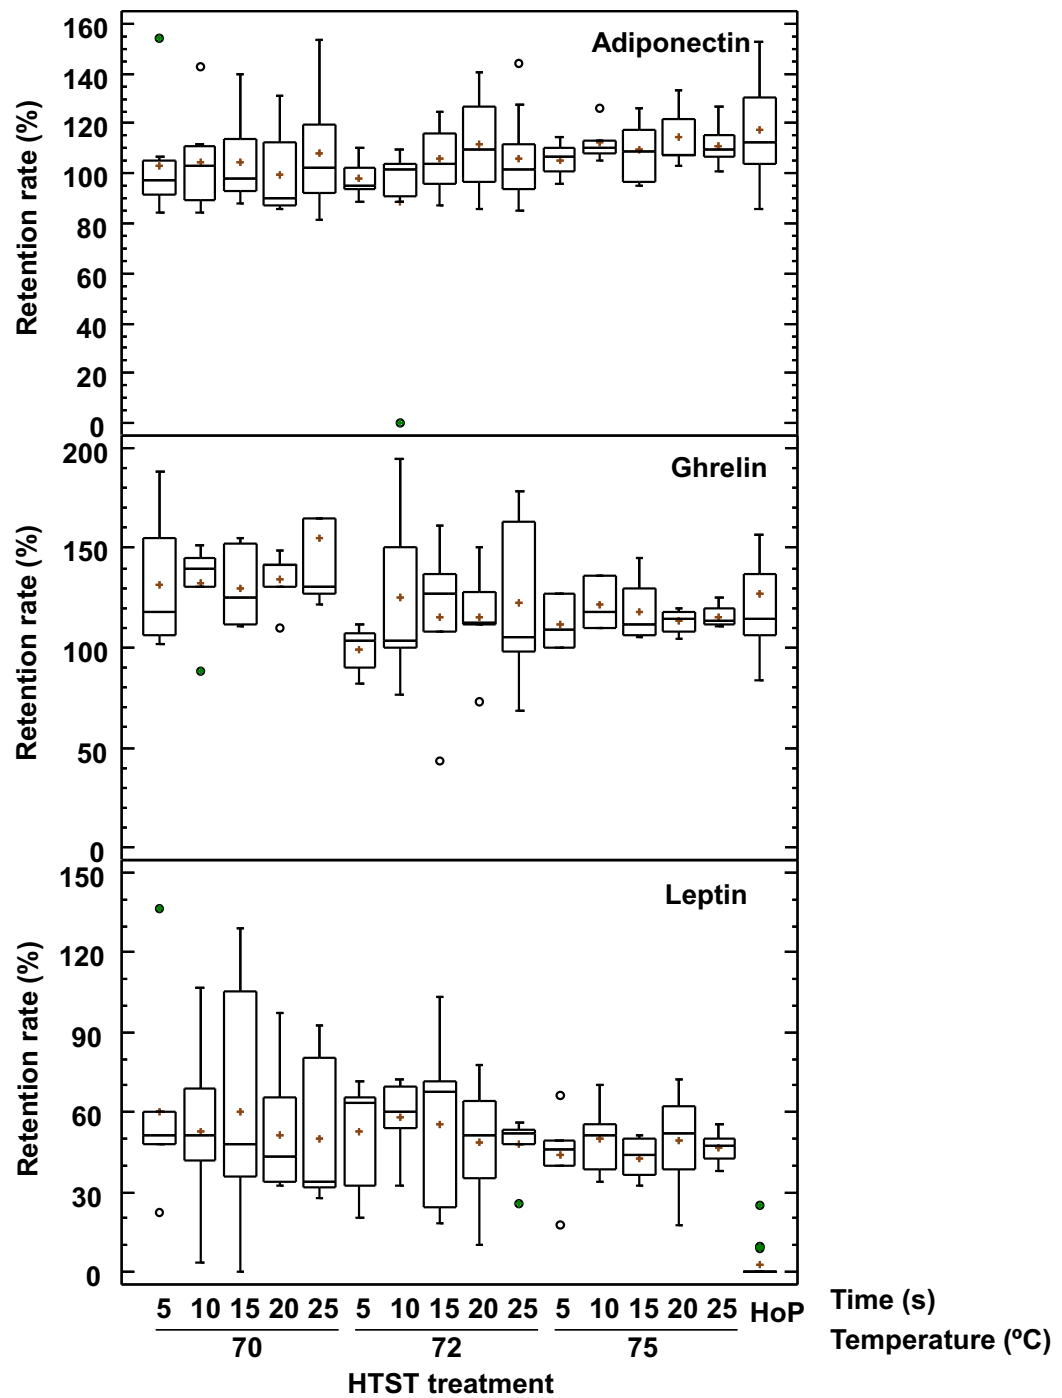 Adiponectin
Retention rate (%)
160
140
120
100
80
60
40
20
0
Ghrelin
Retention rate (%)
200
150
100
50
0
Leptin
Retention rate (%)
150
120
90
60
30
0
5 10 15 20 25 5 10 15 20 25 5 10 15 20 25 HoP Time (s)
70 72 75 Temperature (ºC)
HTST treatment